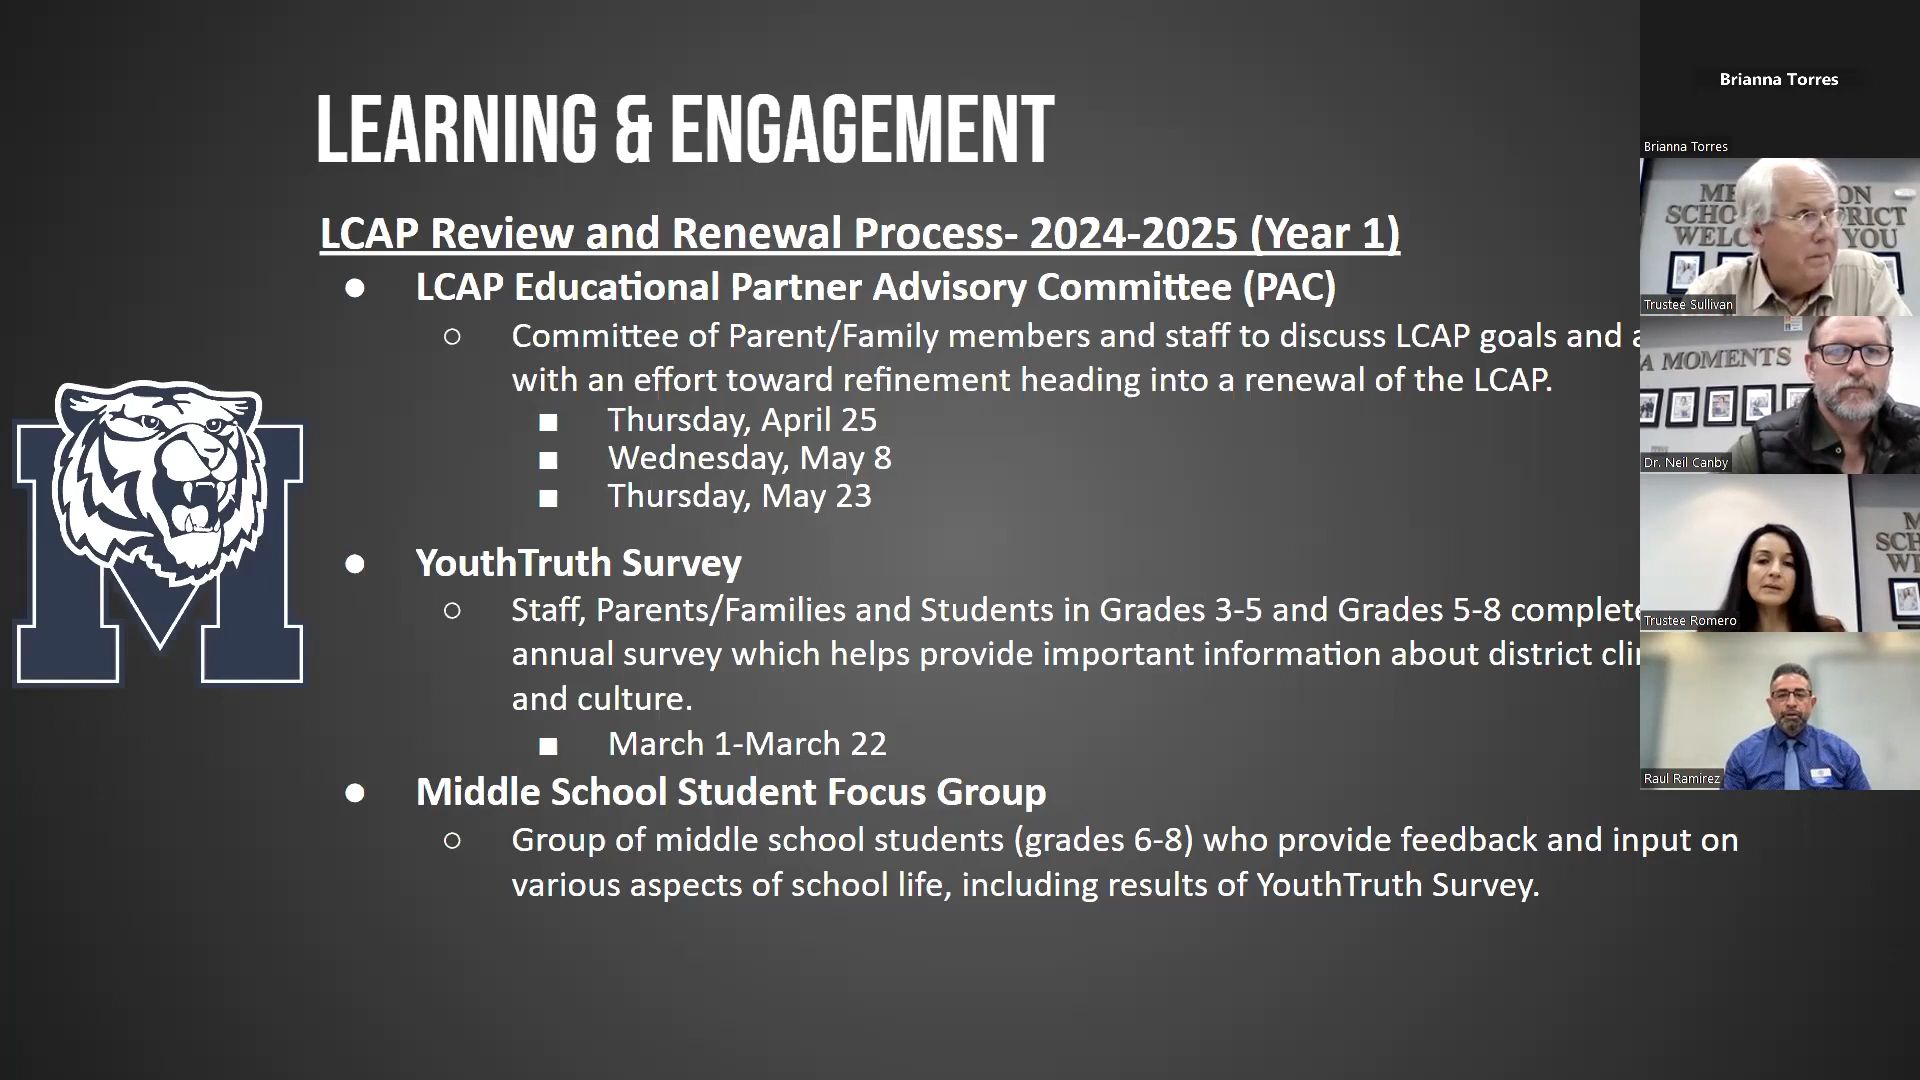 LEARNING & ENGAGEMENT
LCAP Review and Renewal Process- 2024-2025 (Year 1)
● LCAP Educational Partner Advisory Committee (PAC)
○ Committee of Parent/Family members and staff to discuss LCAP goals and
with an effort toward refinement heading into a renewal of the LCAP.
■ Thursday, April 25
■ Wednesday, May 8
■ Thursday, May 23
● YouthTruth Survey
○ Staff, Parents/Families and Students in Grades 3-5 and Grades 5-8 complete
annual survey which helps provide important information about district
and culture.
■ March 1-March 22
● Middle School Student Focus Group
○ Group of middle school students (grades 6-8) who provide feedback and input on
various aspects of school life, including results of YouthTruth Survey.
M
Brianna Torres
Brianna Torres
YOU
Trustee Sullivan
MOMENTS
Dr. Neil Canby
Trustee Romero
Raul Ramirez